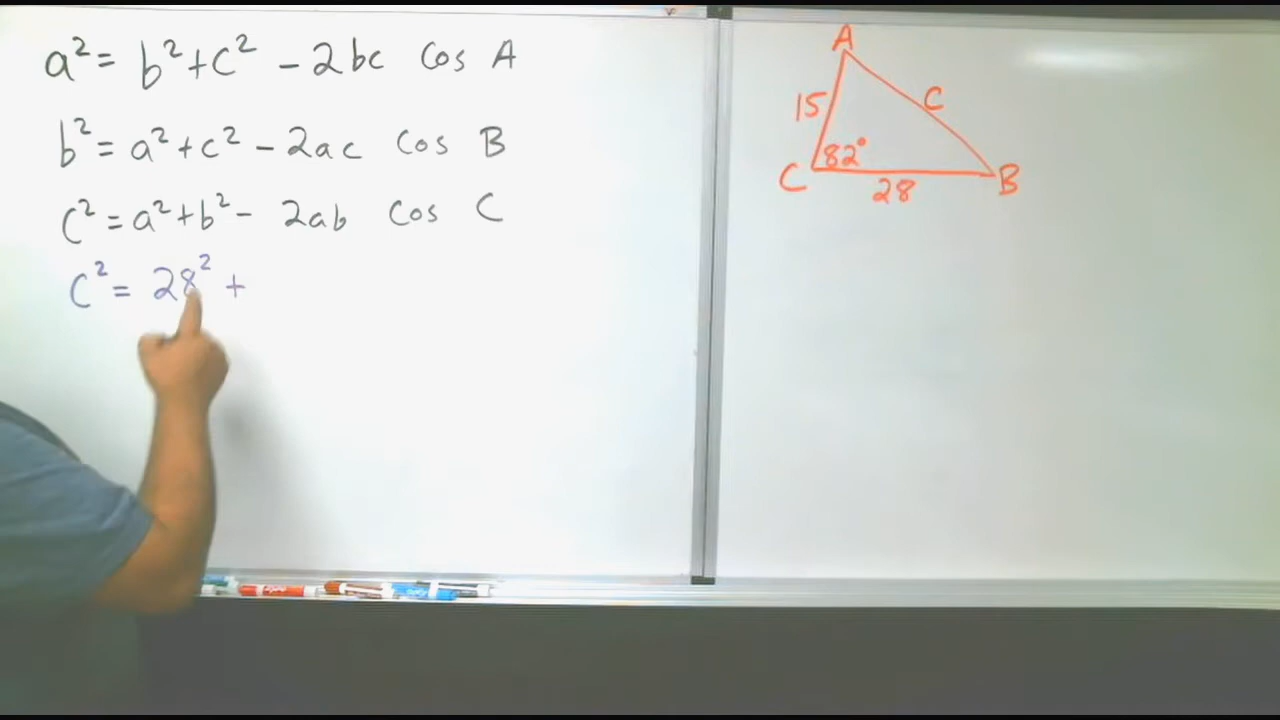 a² = b² + c² - 2bc cos A
b² = a² + c² - 2ac cos B
c² = a² + b² - 2ab cos C
c² = 28² +
A
15
C
82°
C
28
B